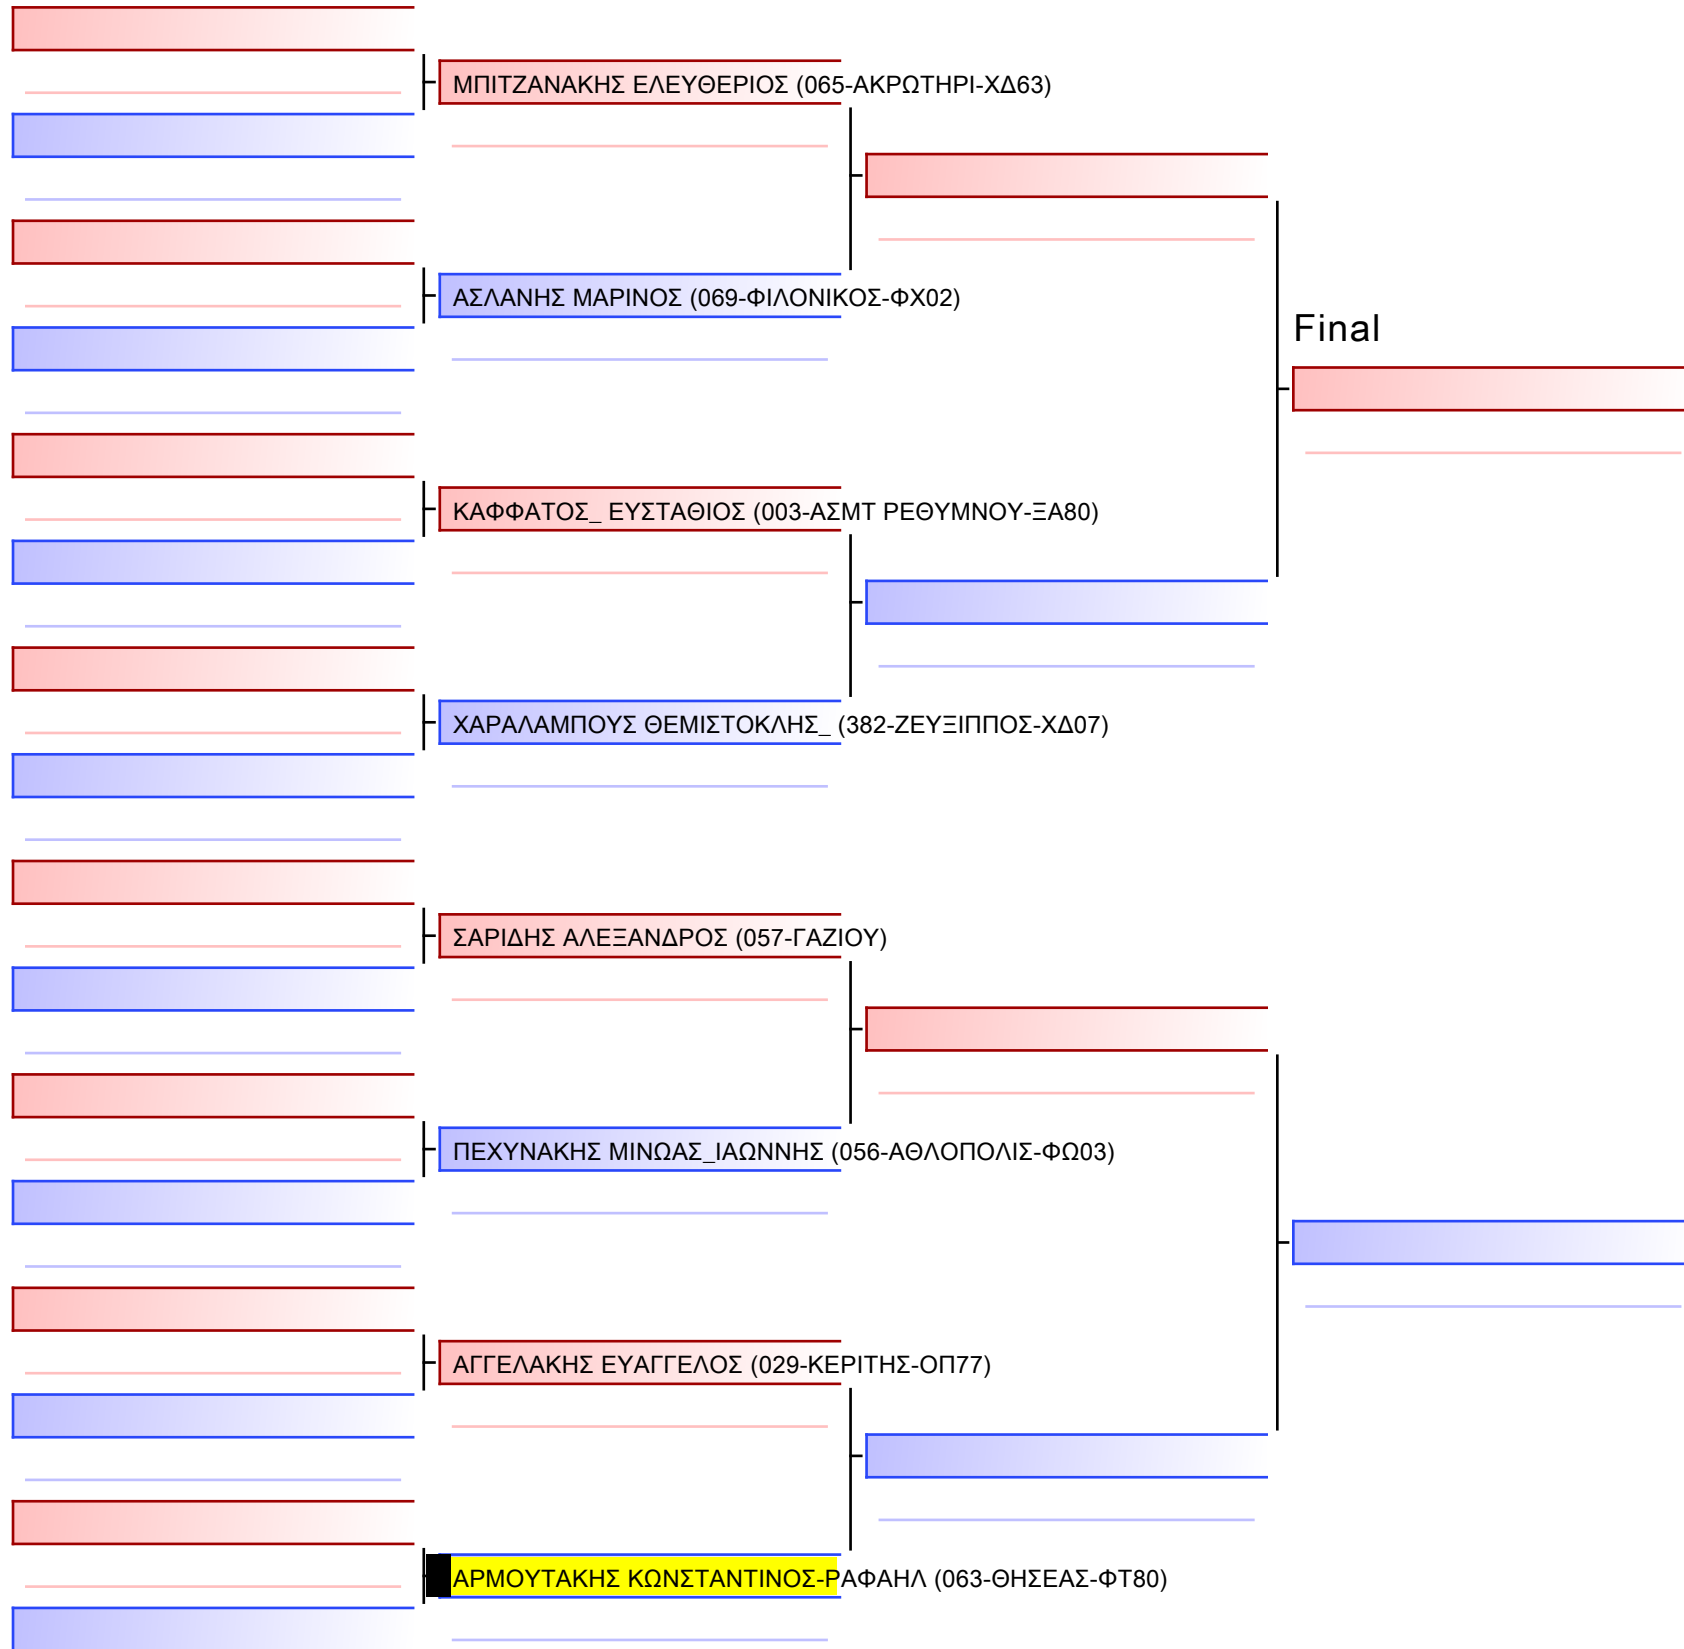 ΜΠΙΤΖΑΝΑΚΗΣ ΕΛΕΥΘΕΡΙΟΣ (065-ΑΚΡΩΤΗΡΙ-ΧΔ63)
ΑΣΛΑΝΗΣ ΜΑΡΙΝΟΣ (069-ΦΙΛΟΝΙΚΟΣ-ΦΧ02)
Final
ΚΑΦΦΑΤΟΣ_ ΕΥΣΤΑΘΙΟΣ (003-ΑΣΜΤ ΡΕΘΥΜΝΟΥ-ΞΑ80)
ΧΑΡΑΛΑΜΠΟΥΣ ΘΕΜΙΣΤΟΚΛΗΣ_ (382-ΖΕΥΞΙΠΠΟΣ-ΧΔ07)
ΣΑΡΙΔΗΣ ΑΛΕΞΑΝΔΡΟΣ (057-ΓΑΖΙΟΥ)
ΠΕΧΥΝΑΚΗΣ ΜΙΝΩΑΣ_ΙΑΩΝΝΗΣ (056-ΑΘΛΟΠΟΛΙΣ-ΦΩ03)
ΑΓΓΕΛΑΚΗΣ ΕΥΑΓΓΕΛΟΣ (029-ΚΕΡΙΤΗΣ-ΟΠ77)
ΑΡΜΟΥΤΑΚΗΣ ΚΩΝΣΤΑΝΤΙΝΟΣ-ΡΑΦΑΗΛ (063-ΘΗΣΕΑΣ-ΦΤ80)